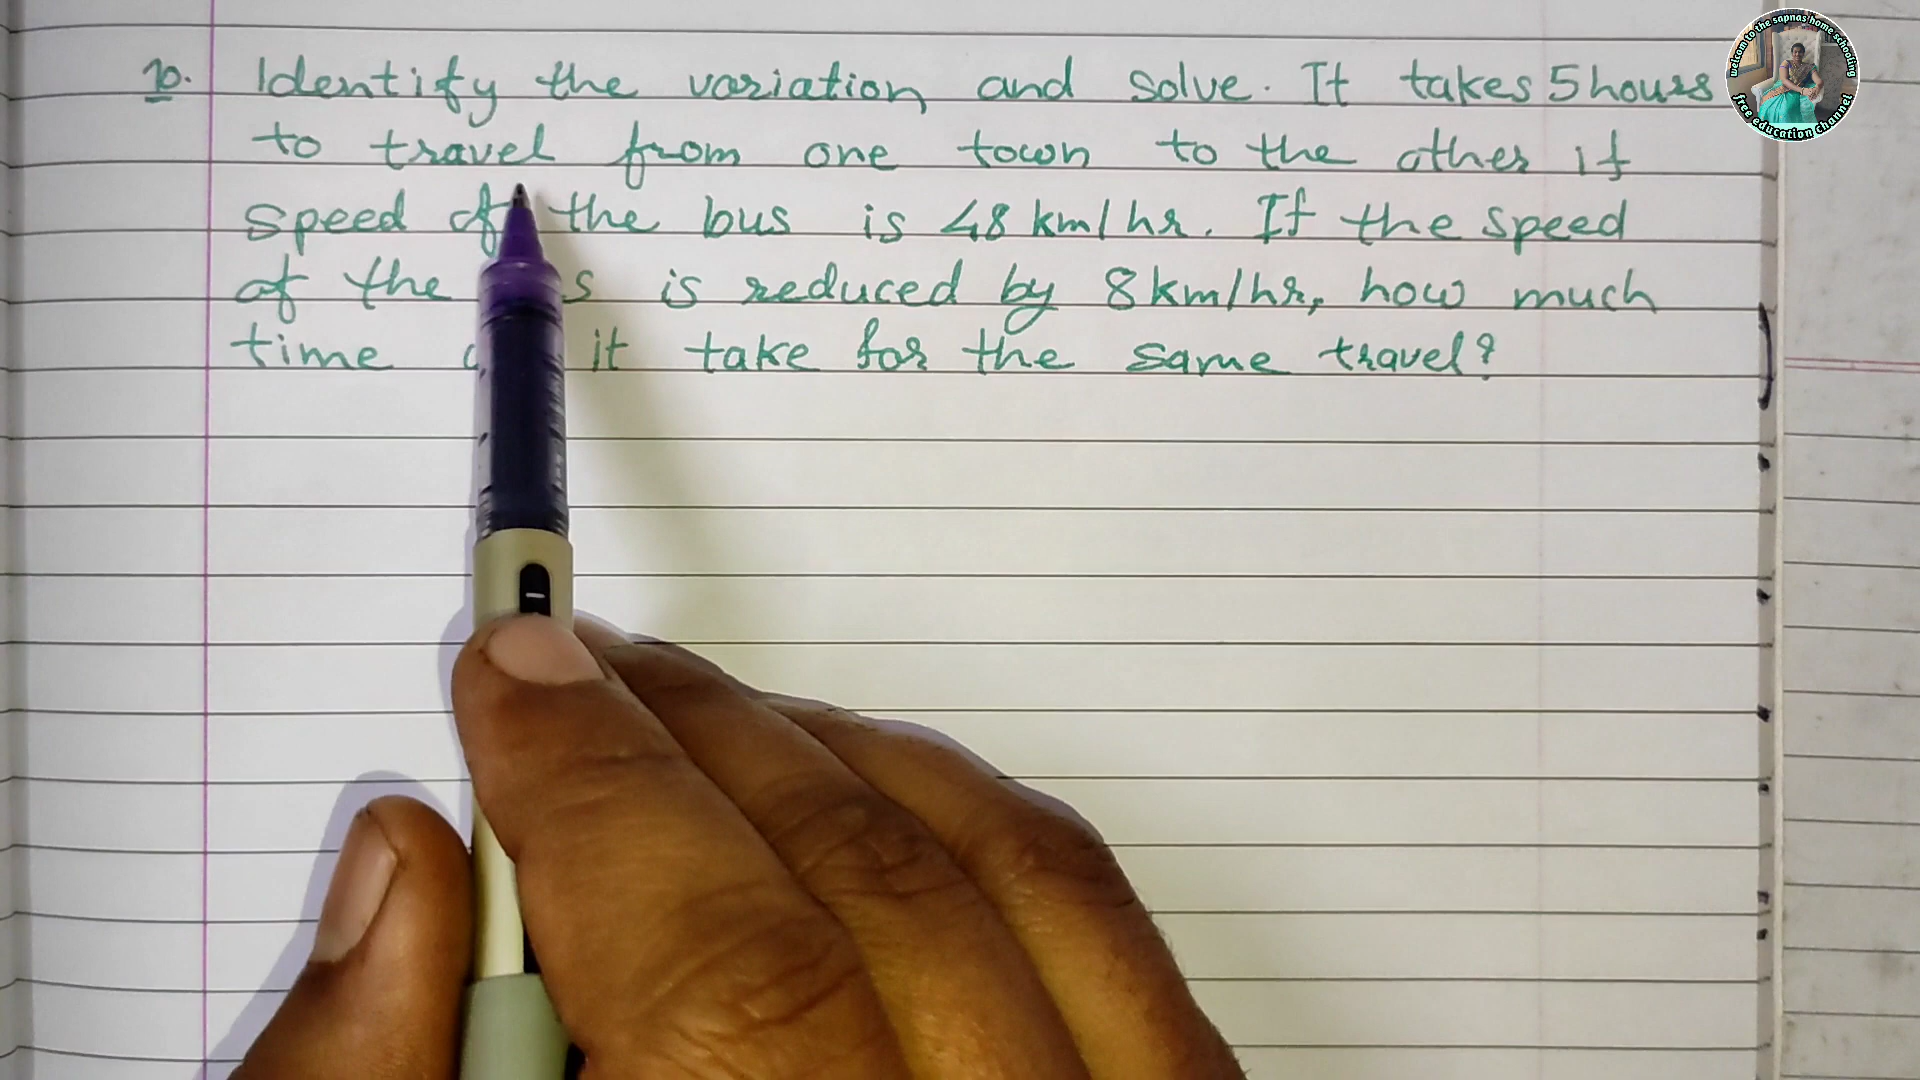 10. Identify the variation and solve. It takes 5 hours
to travel from one town to the other if
speed of the bus is 48 km/hr. If the speed
of the is reduced by 8 km/hr, how much
time it take for the same travel?
welcom to the sapnas home schooling
free education channel